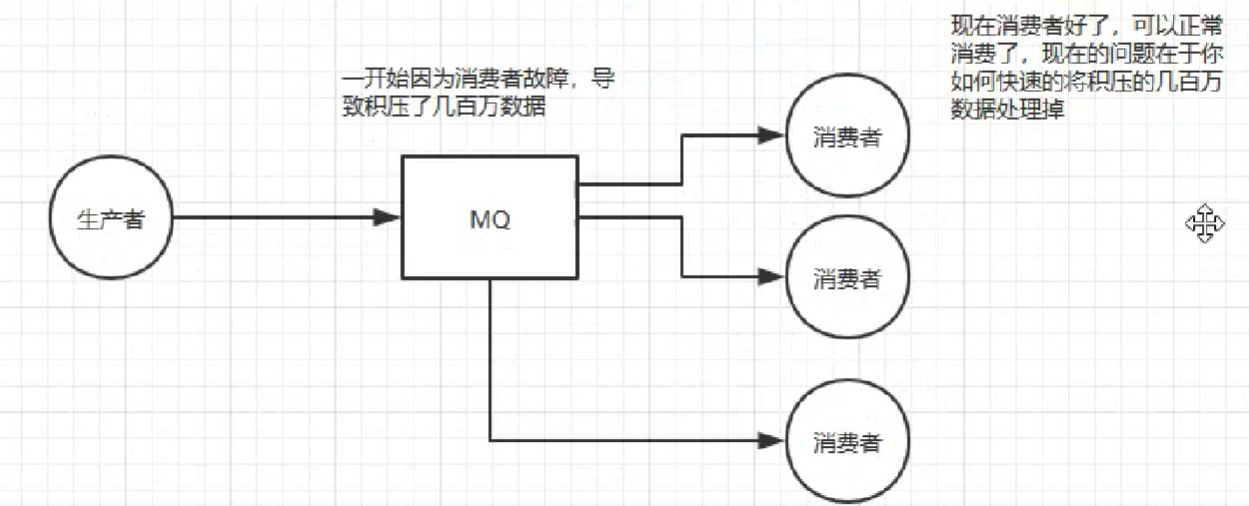 现在消费者好了，可以正常
消费了，现在的问题在于你
如何快速的将积压的几百万
数据处理掉
一开始因为消费者故障，导
致积压了几百万数据
消费者
生产者
MQ
消费者
消费者